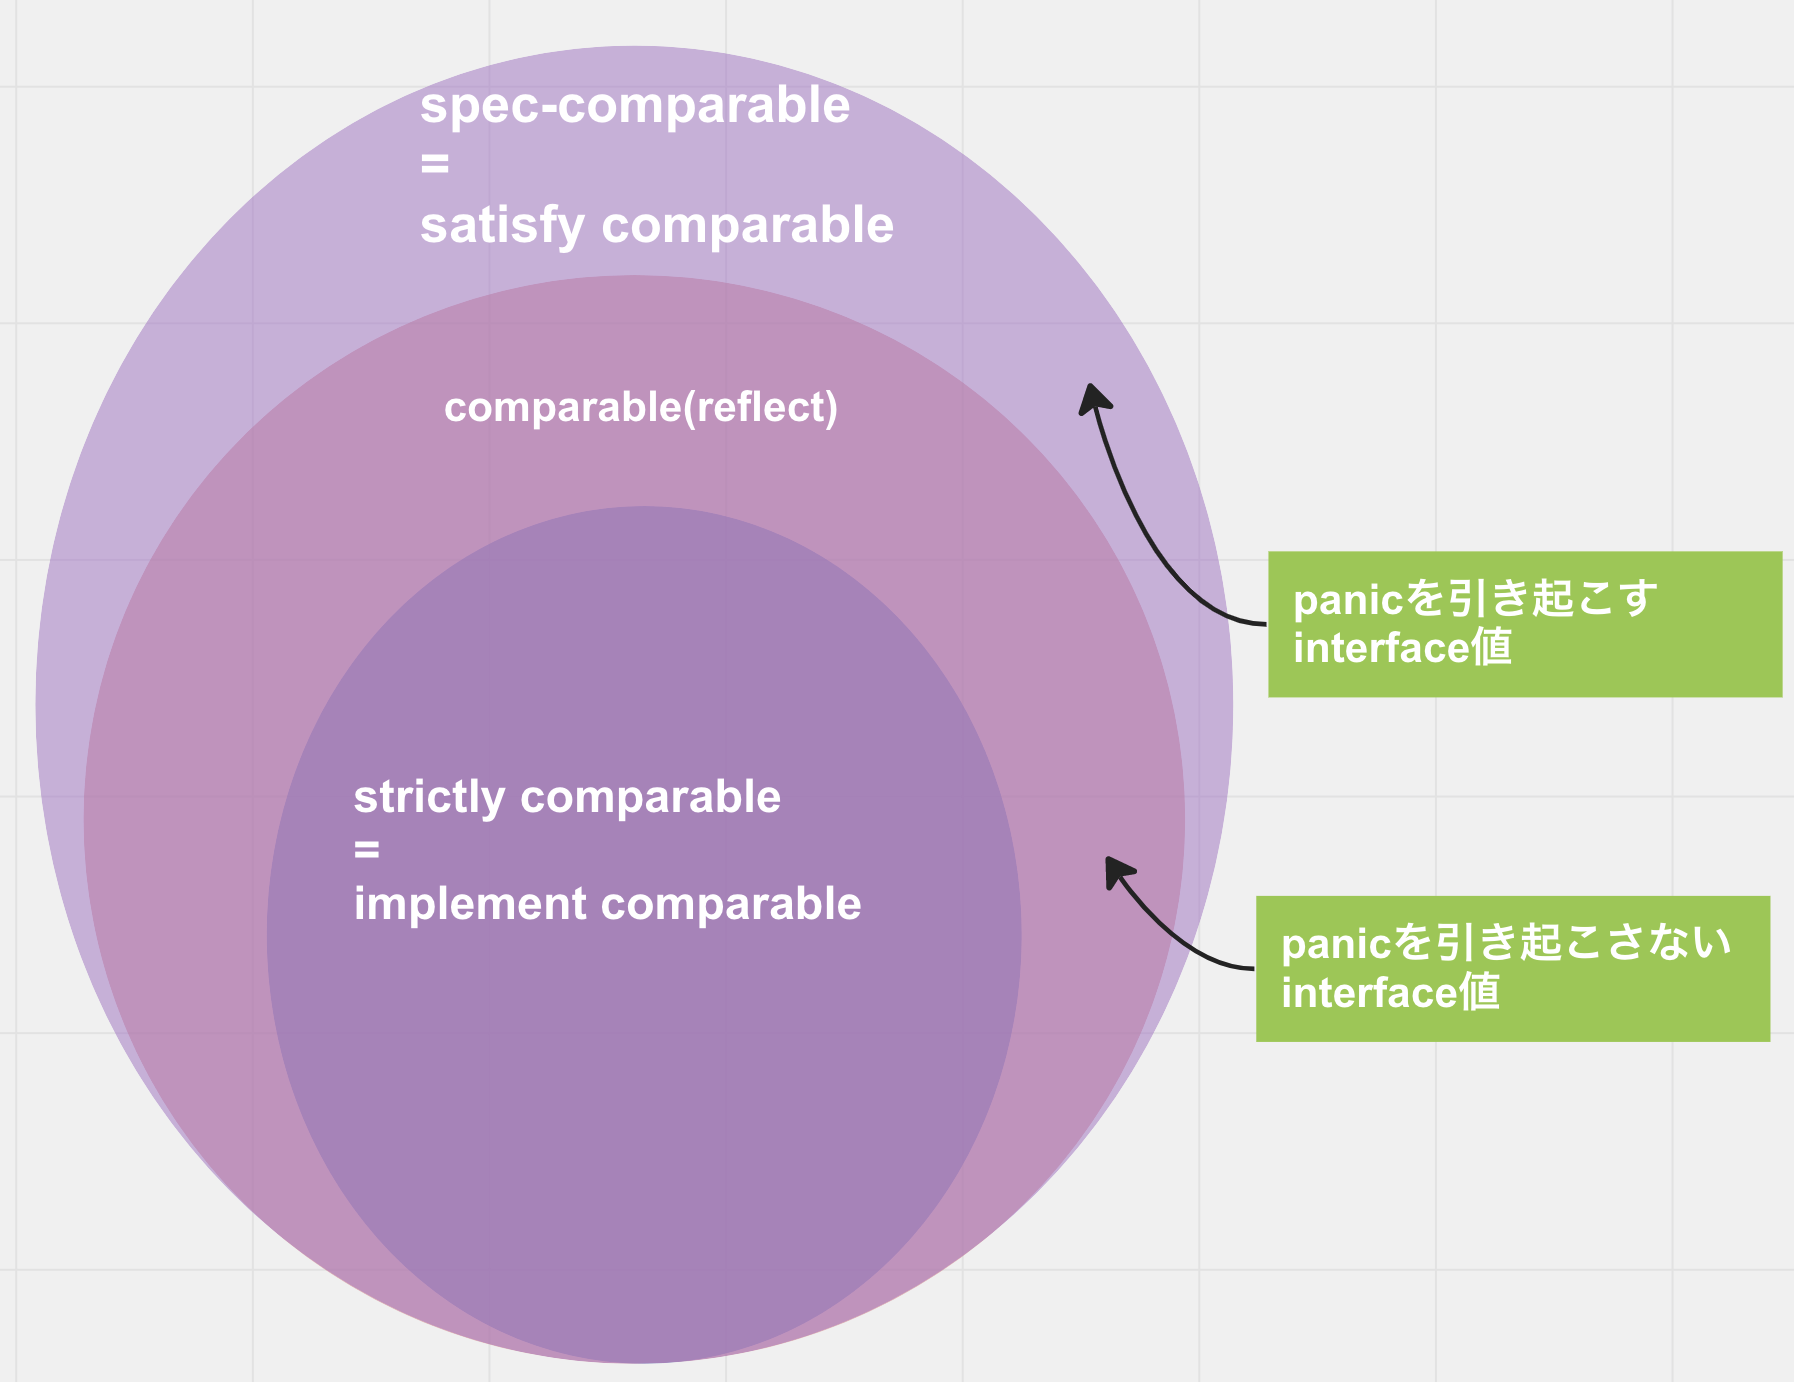 spec-comparable
=
satisfy comparable
comparable(reflect)
panicを引き起こす
interface値
strictly comparable
=
implement comparable
panicを引き起こさない
interface値